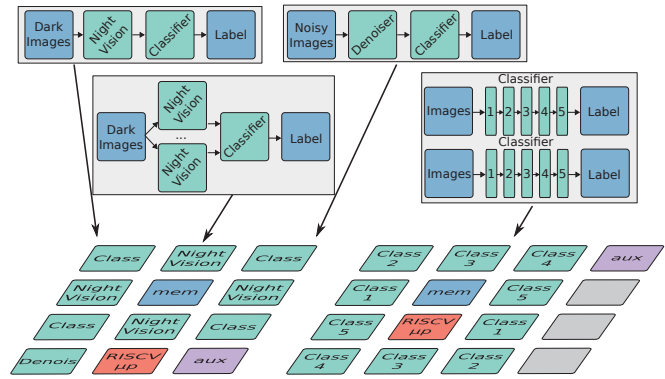 Dark
Images
Night
Vision
Classifier
Label
Noisy
Images
Denoiser
Classifier
Label
Dark
Images
Night
Vision
...
Night
Vision
Classifier
Label
Classifier
Images
1 2 3 4 5
Label
Classifier
Images
1 2 3 4 5
Label
Class
Night
Vision
Class
Night
Vision
mem
Night
Vision
Class
Night
Vision
Class
Denois
RISCV
μp
aux
Class
2
Class
3
Class
4
aux
Class
1
mem
Class
5
Class
5
RISCV
μp
Class
1
Class
4
Class
3
Class
2